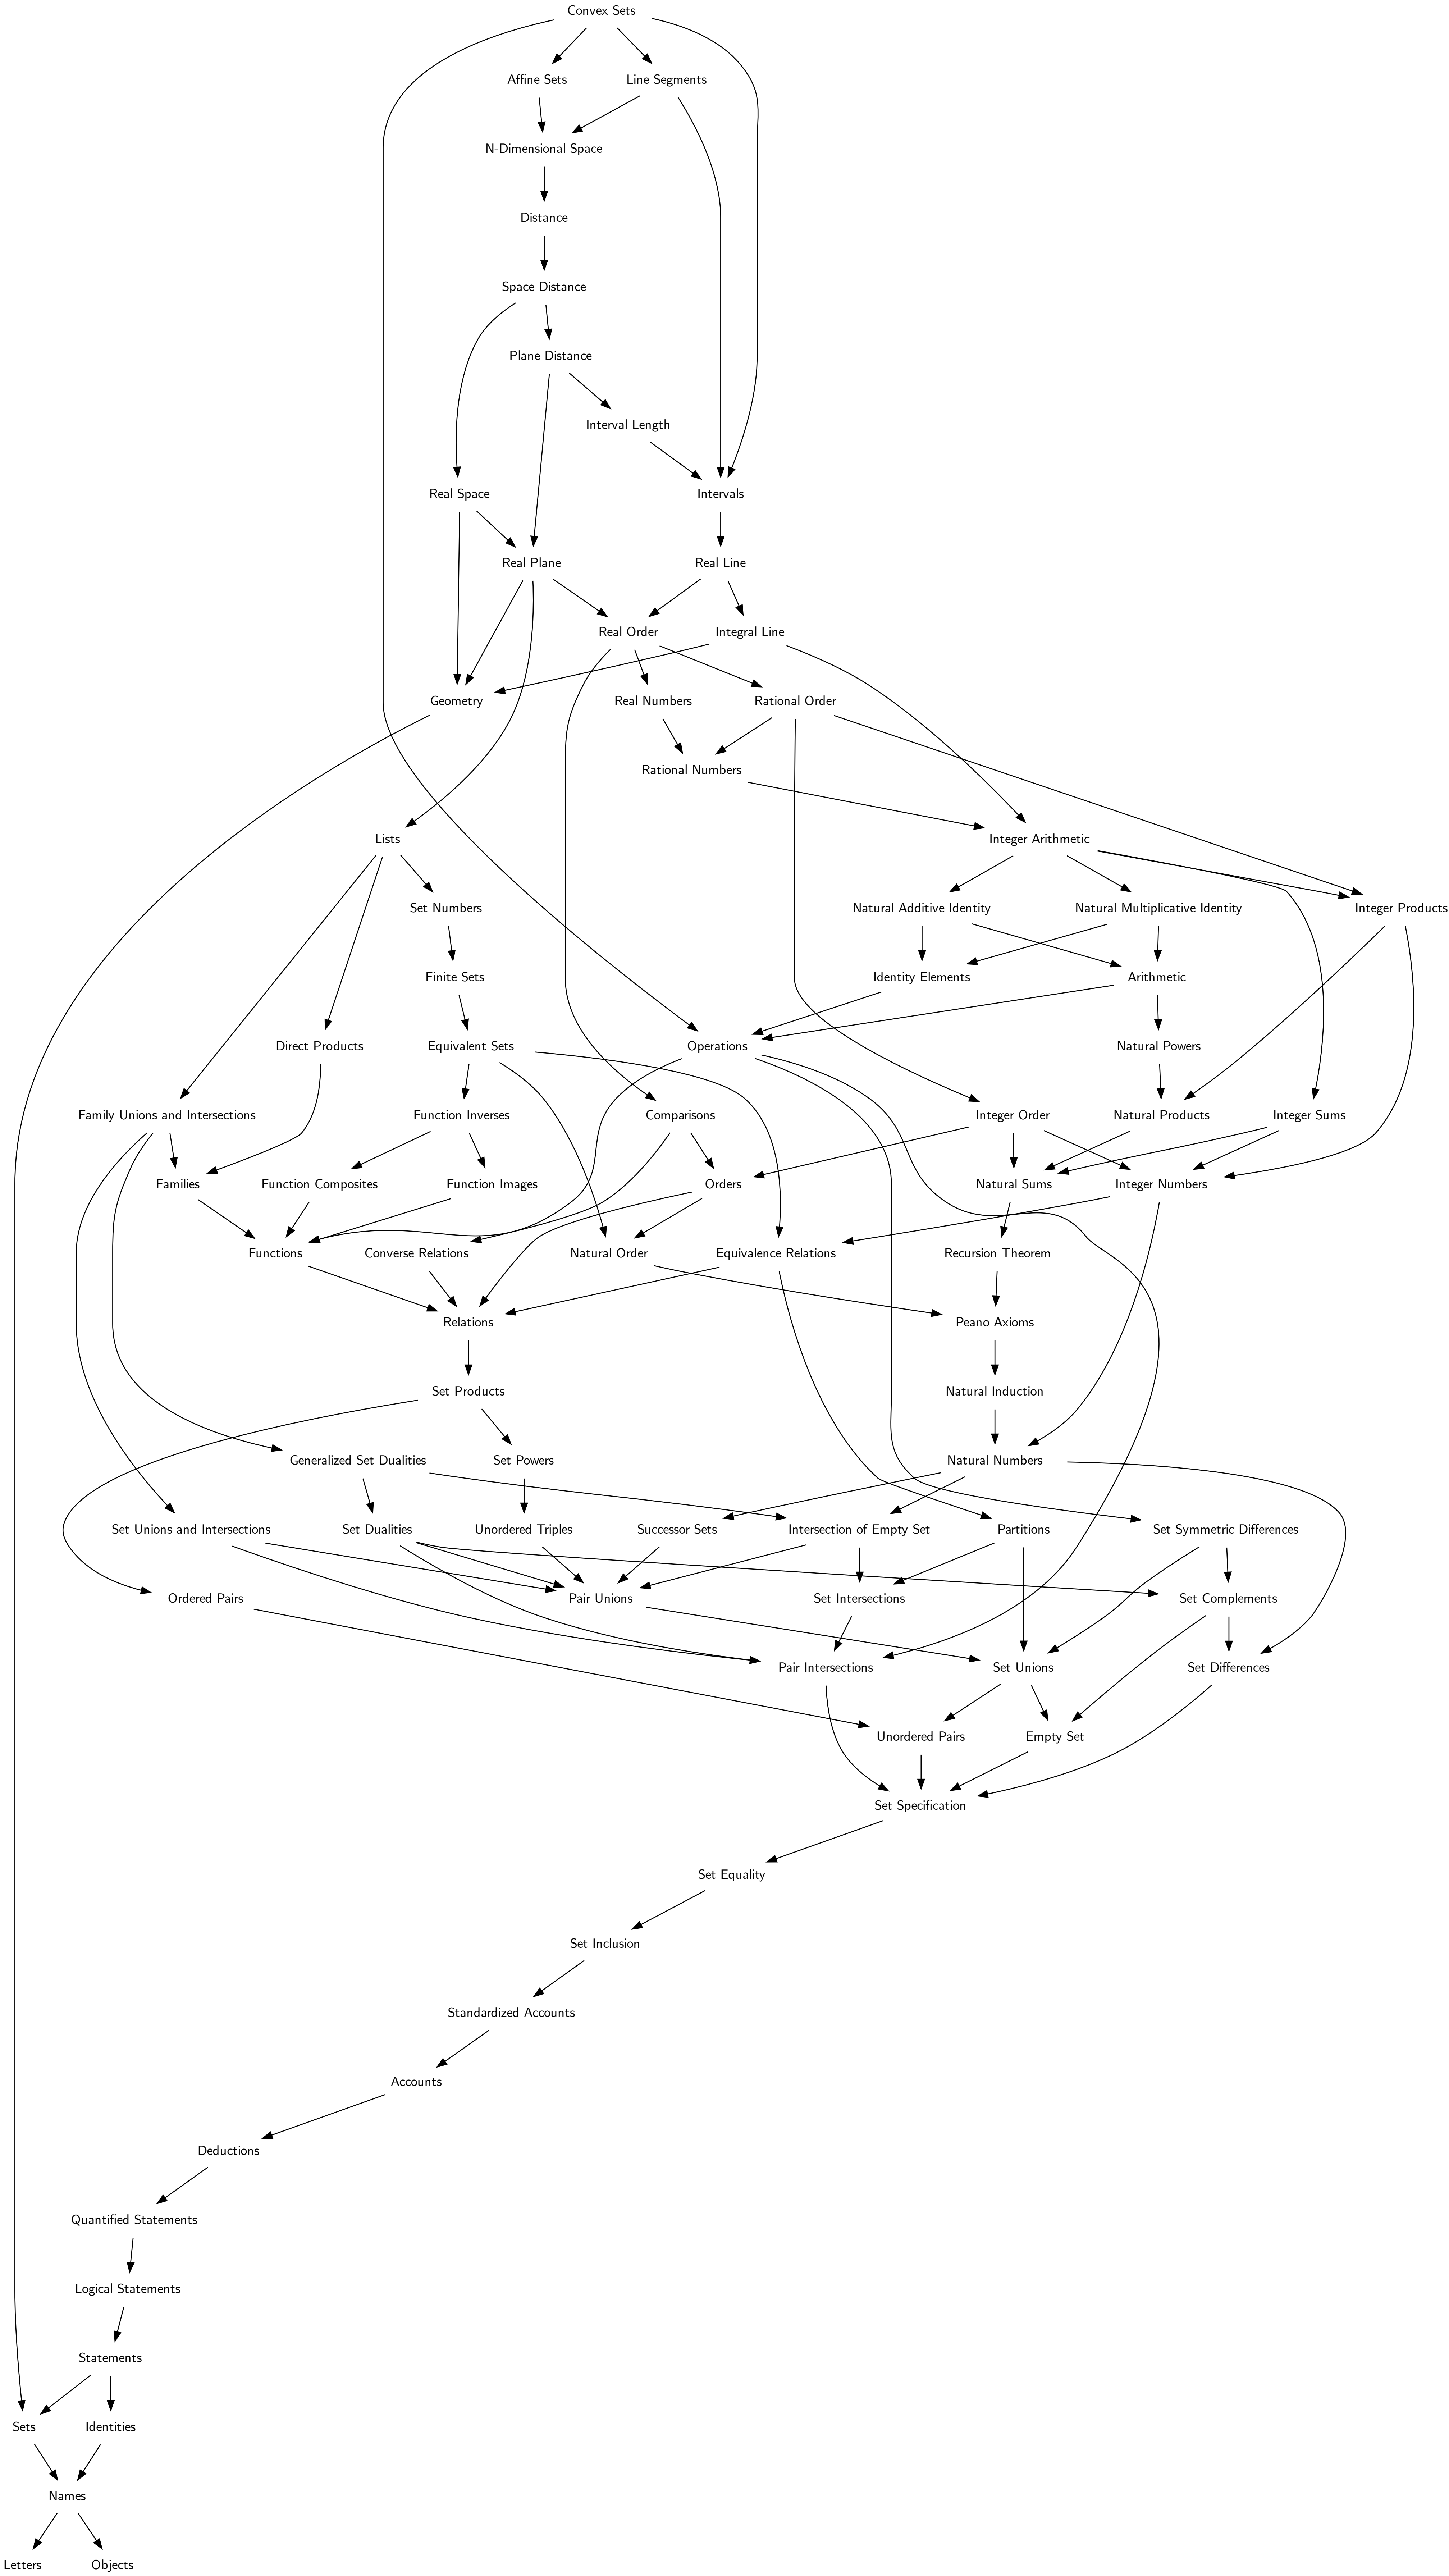 Convex Sets
Affine Sets
Line Segments
N-Dimensional Space
Distance
Space Distance
Plane Distance
Interval Length
Real Space
Intervals
Real Plane
Real Line
Real Order
Integral Line
Geometry
Real Numbers
Rational Order
Rational Numbers
Lists
Integer Arithmetic
Set Numbers
Natural Additive Identity
Natural Multiplicative Identity
Integer Products
Finite Sets
Identity Elements
Arithmetic
Direct Products
Equivalent Sets
Operations
Natural Powers
Family Unions and Intersections
Function Inverses
Comparisons
Integer Order
Natural Products
Integer Sums
Families
Function Composites
Function Images
Orders
Natural Sums
Integer Numbers
Functions
Converse Relations
Natural Order
Equivalence Relations
Recursion Theorem
Relations
Peano Axioms
Set Products
Natural Induction
Generalized Set Dualities
Set Powers
Natural Numbers
Set Unions and Intersections
Set Dualities
Unordered Triples
Successor Sets
Intersection of Empty Set
Partitions
Set Symmetric Differences
Ordered Pairs
Pair Unions
Set Intersections
Set Complements
Pair Intersections
Set Unions
Set Differences
Unordered Pairs
Empty Set
Set Specification
Set Equality
Set Inclusion
Standardized Accounts
Accounts
Deductions
Quantified Statements
Logical Statements
Statements
Sets
Identities
Names
Letters
Objects